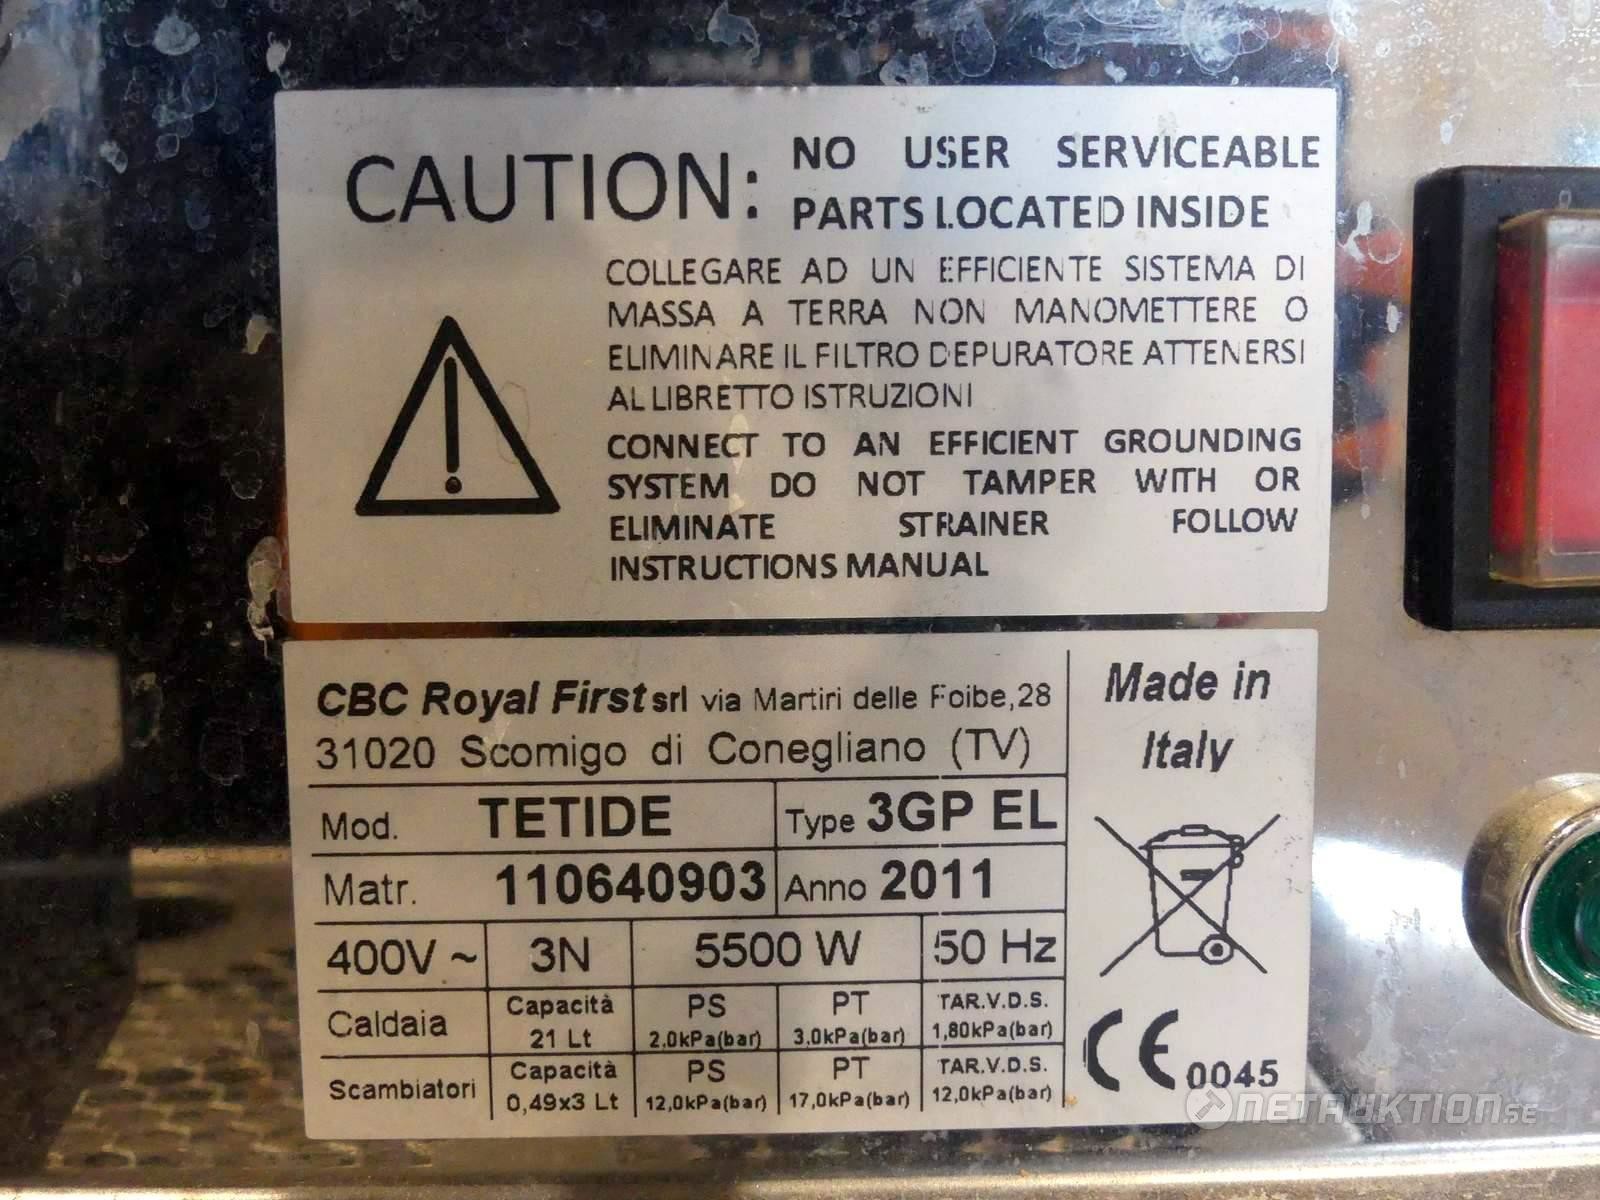 CAUTION: NO USER SERVICEABLE
PARTS LOCATED INSIDE
COLLEGARE AD UN EFFICIENTE SISTEMA DI
MASSA A TERRA NON MANOMETTERE O
ELIMINARE IL FILTRO DEPURATORE ATTENERSI
AL LIBRETTO ISTRUZIONI
CONNECT TO AN EFFICIENT GROUNDING
SYSTEM DO NOT TAMPER WITH OR
ELIMINATE STRAINER FOLLOW
INSTRUCTIONS MANUAL
CBC Royal First srl via Martiri delle Foibe,28
31020 Scomigo di Conegliano (TV)
Made in
Italy
Mod. TETIDE Type 3GP EL
Matr. 110640903 Anno 2011
400V ~ 3N 5500 W 50 Hz
Caldaia Capacità 21 Lt PS 2.0kPa(bar) PT 3.0kPa(bar) TAR.V.D.S. 1,80kPa(bar)
Scambiatori Capacità 0,49x3 Lt PS 12,0kPa(bar) PT 17,0kPa(bar) TAR.V.D.S. 12,0kPa(bar)
CE 0045
NETAUKTION.SE